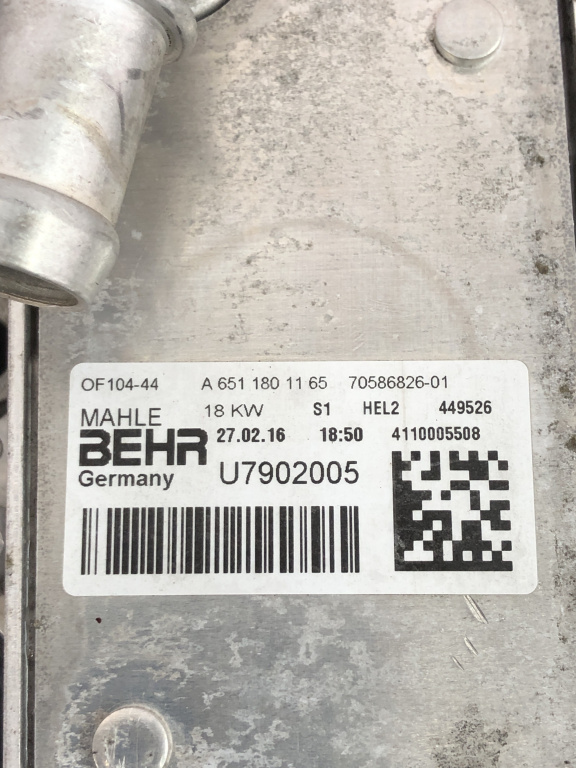 OF104-44 A 651 180 11 65 70586826-01
MAHLE 18 KW S1 HEL2 449526
BEHR 27.02.16 18:50 4110005508
Germany U7902005